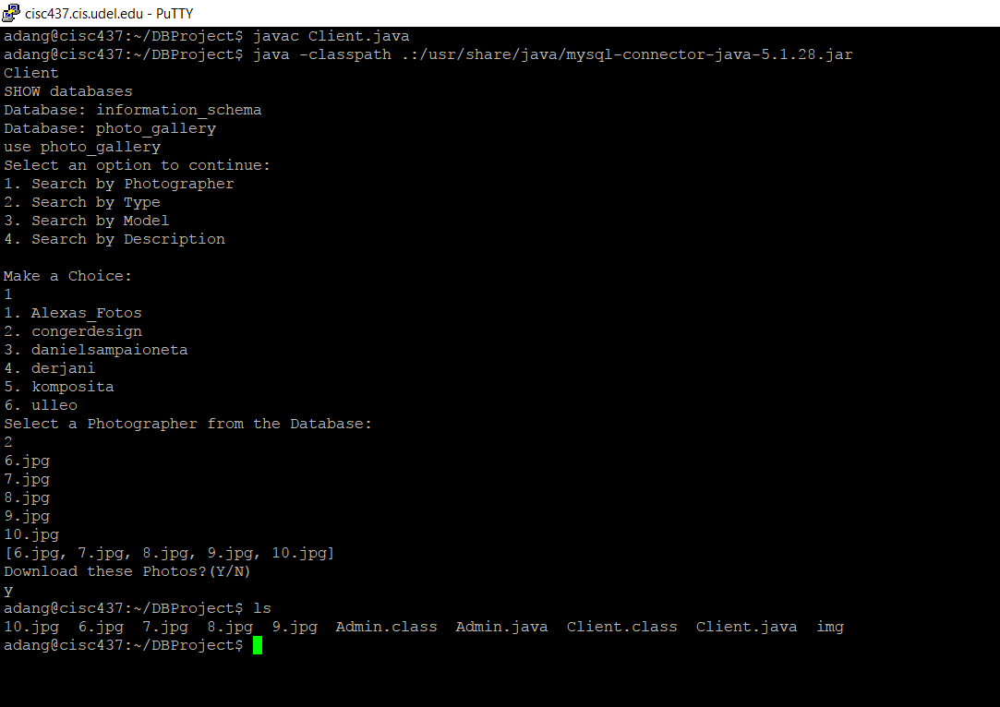 cisc437.cis.udel.edu - PuTTY
adang@cisc437:~/DBProject$ javac Client.java
adang@cisc437:~/DBProject$ java -classpath .:/usr/share/java/mysql-connector-java-5.1.28.jar
Client
SHOW databases
Database: information_schema
Database: photo_gallery
use photo_gallery
Select an option to continue:
1. Search by Photographer
2. Search by Type
3. Search by Model
4. Search by Description
Make a Choice:
1
1. Alexas_Fotos
2. congerdesign
3. danielsampaioneta
4. derjani
5. komposita
6. ulleo
Select a Photographer from the Database:
2
6.jpg
7.jpg
8.jpg
9.jpg
10.jpg
[6.jpg, 7.jpg, 8.jpg, 9.jpg, 10.jpg]
Download these Photos?(Y/N)
y
adang@cisc437:~/DBProject$ ls
10.jpg  6.jpg  7.jpg  8.jpg  9.jpg  Admin.class  Admin.java  Client.class  Client.java  img
adang@cisc437:~/DBProject$